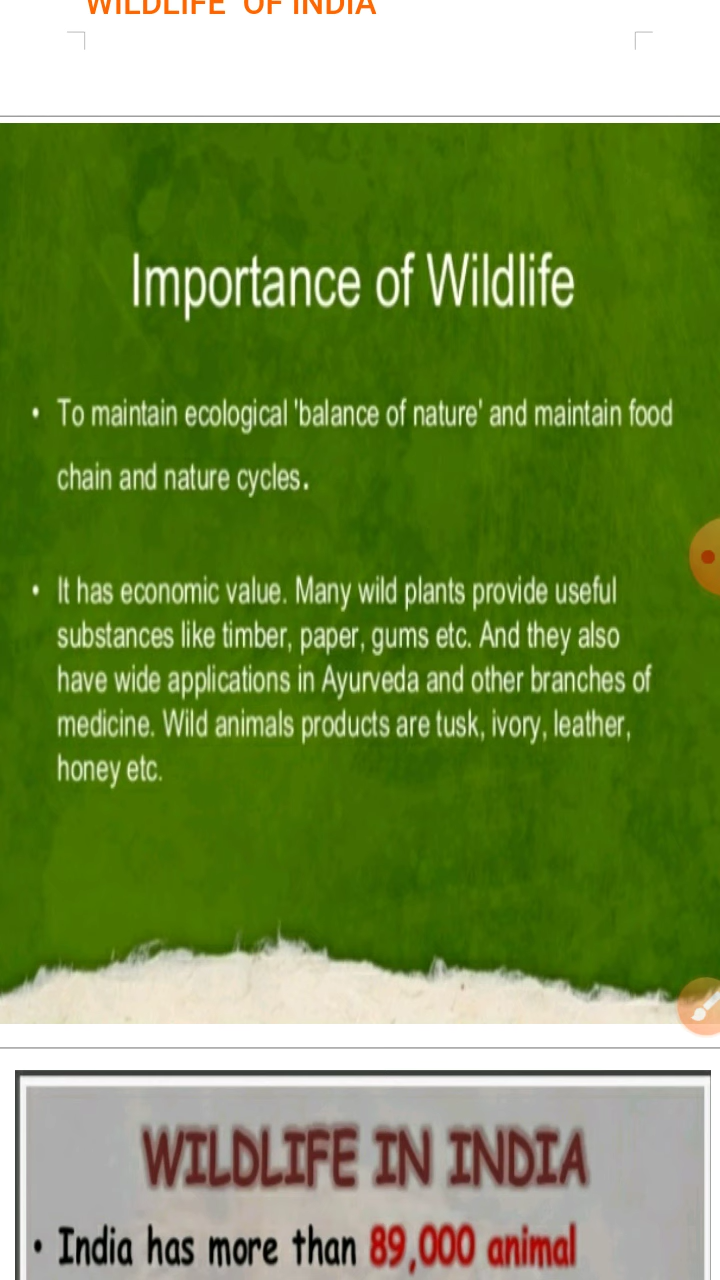 WILDLIFE OF INDIA
Importance of Wildlife
• To maintain ecological 'balance of nature' and maintain food
chain and nature cycles.
• It has economic value. Many wild plants provide useful
substances like timber, paper, gums etc. And they also
have wide applications in Ayurveda and other branches of
medicine. Wild animals products are tusk, ivory, leather,
honey etc.
WILDLIFE IN INDIA
• India has more than 89,000 animal